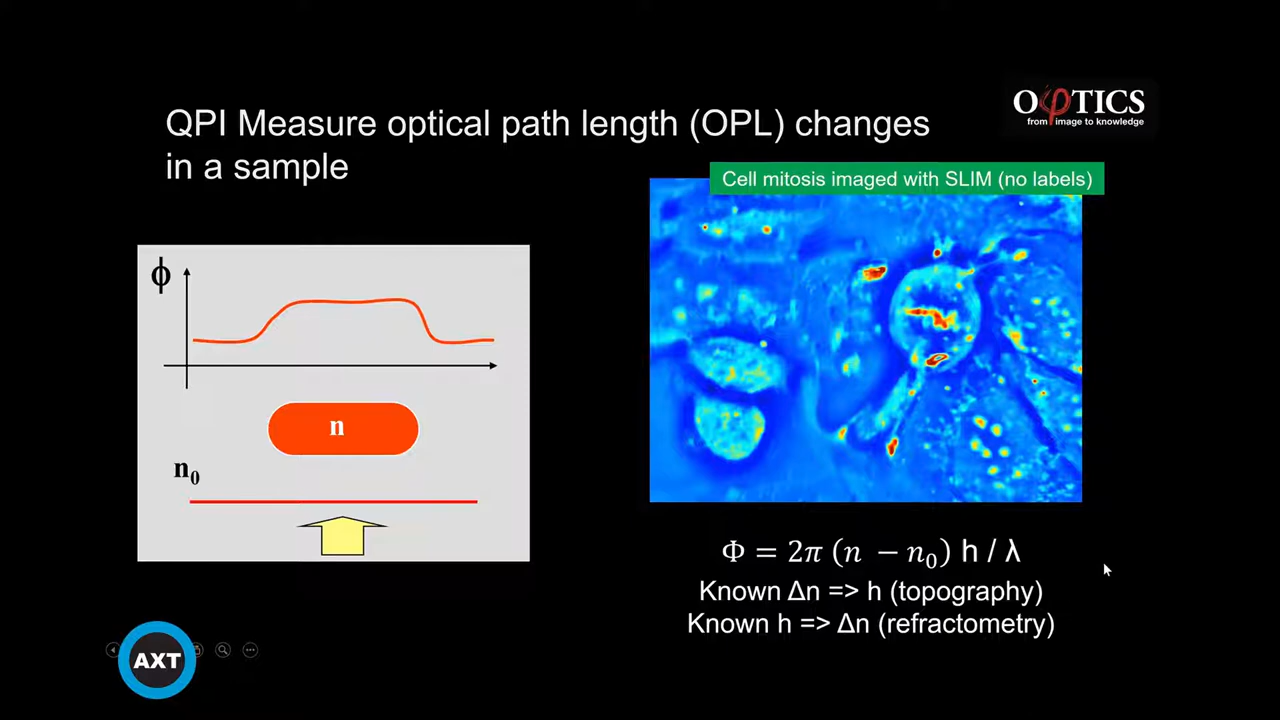 QPI Measure optical path length (OPL) changes
in a sample
OφTICS
from image to knowledge
Cell mitosis imaged with SLIM (no labels)
ϕ
n
n₀
Φ = 2π (n − n₀) h / λ
Known Δn => h (topography)
Known h => Δn (refractometry)
AXT